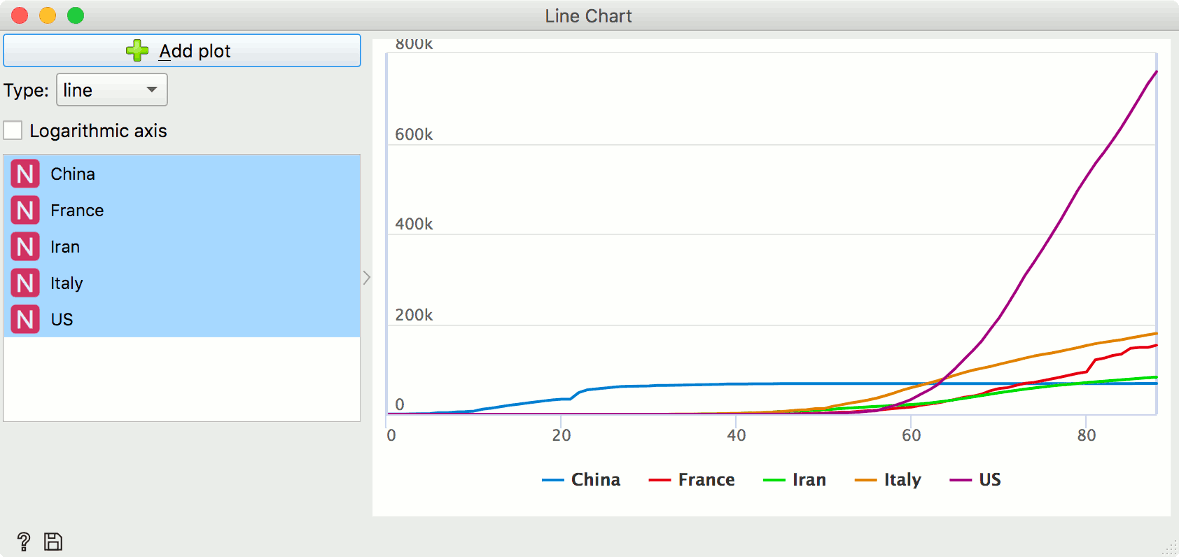 Line Chart
Add plot
Type: line
Logarithmic axis
N China
N France
N Iran
N Italy
N US
800k
600k
400k
200k
0
0 20 40 60 80
China France Iran Italy US
?